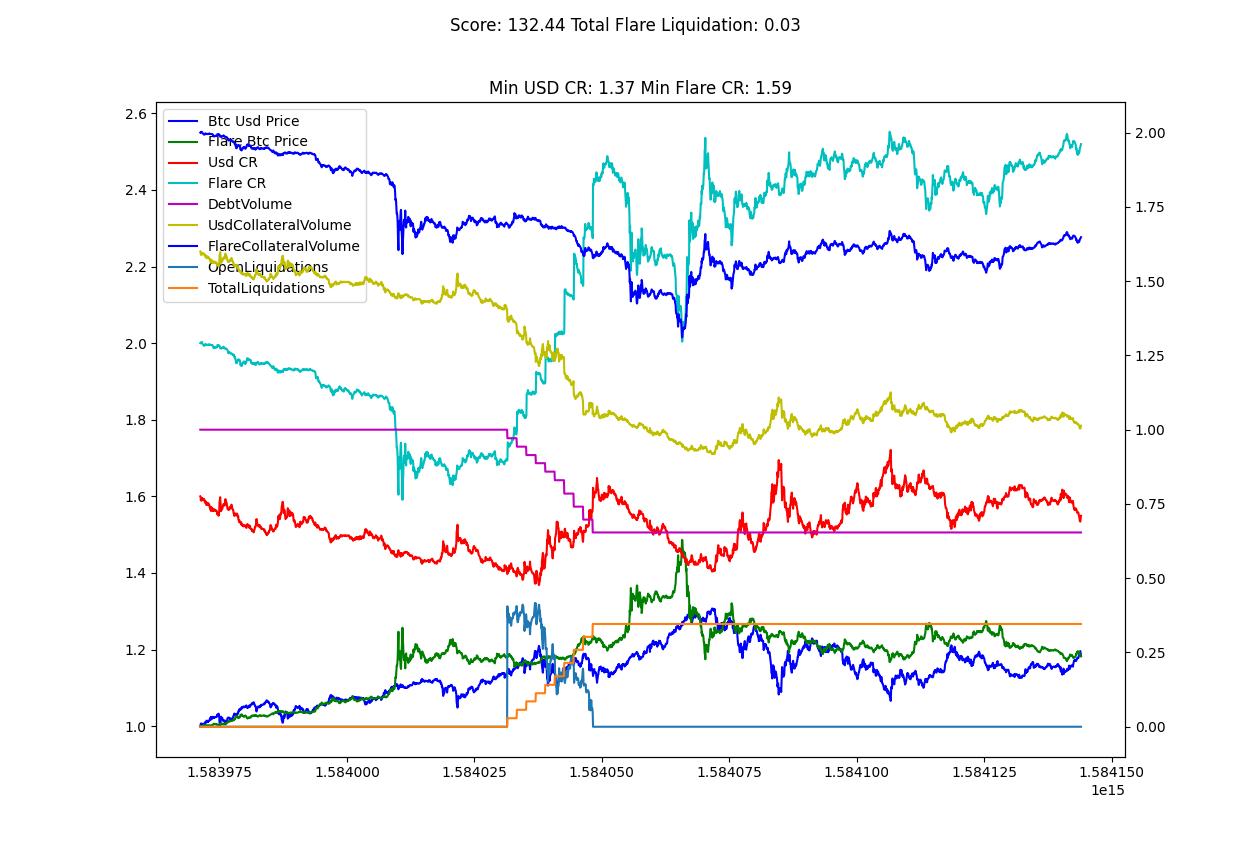 Score: 132.44 Total Flare Liquidation: 0.03
Min USD CR: 1.37 Min Flare CR: 1.59
Btc Usd Price
Flare Btc Price
Usd CR
Flare CR
DebtVolume
UsdCollateralVolume
FlareCollateralVolume
OpenLiquidations
TotalLiquidations
2.6
2.4
2.2
2.0
1.8
1.6
1.4
1.2
1.0
2.00
1.75
1.50
1.25
1.00
0.75
0.50
0.25
0.00
1.583975
1.584000
1.584025
1.584050
1.584075
1.584100
1.584125
1.584150
1e15